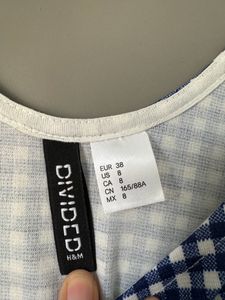 DIVIDED
H&M
EUR 38
US 8
CA 8
CN 165/88A
MX 8